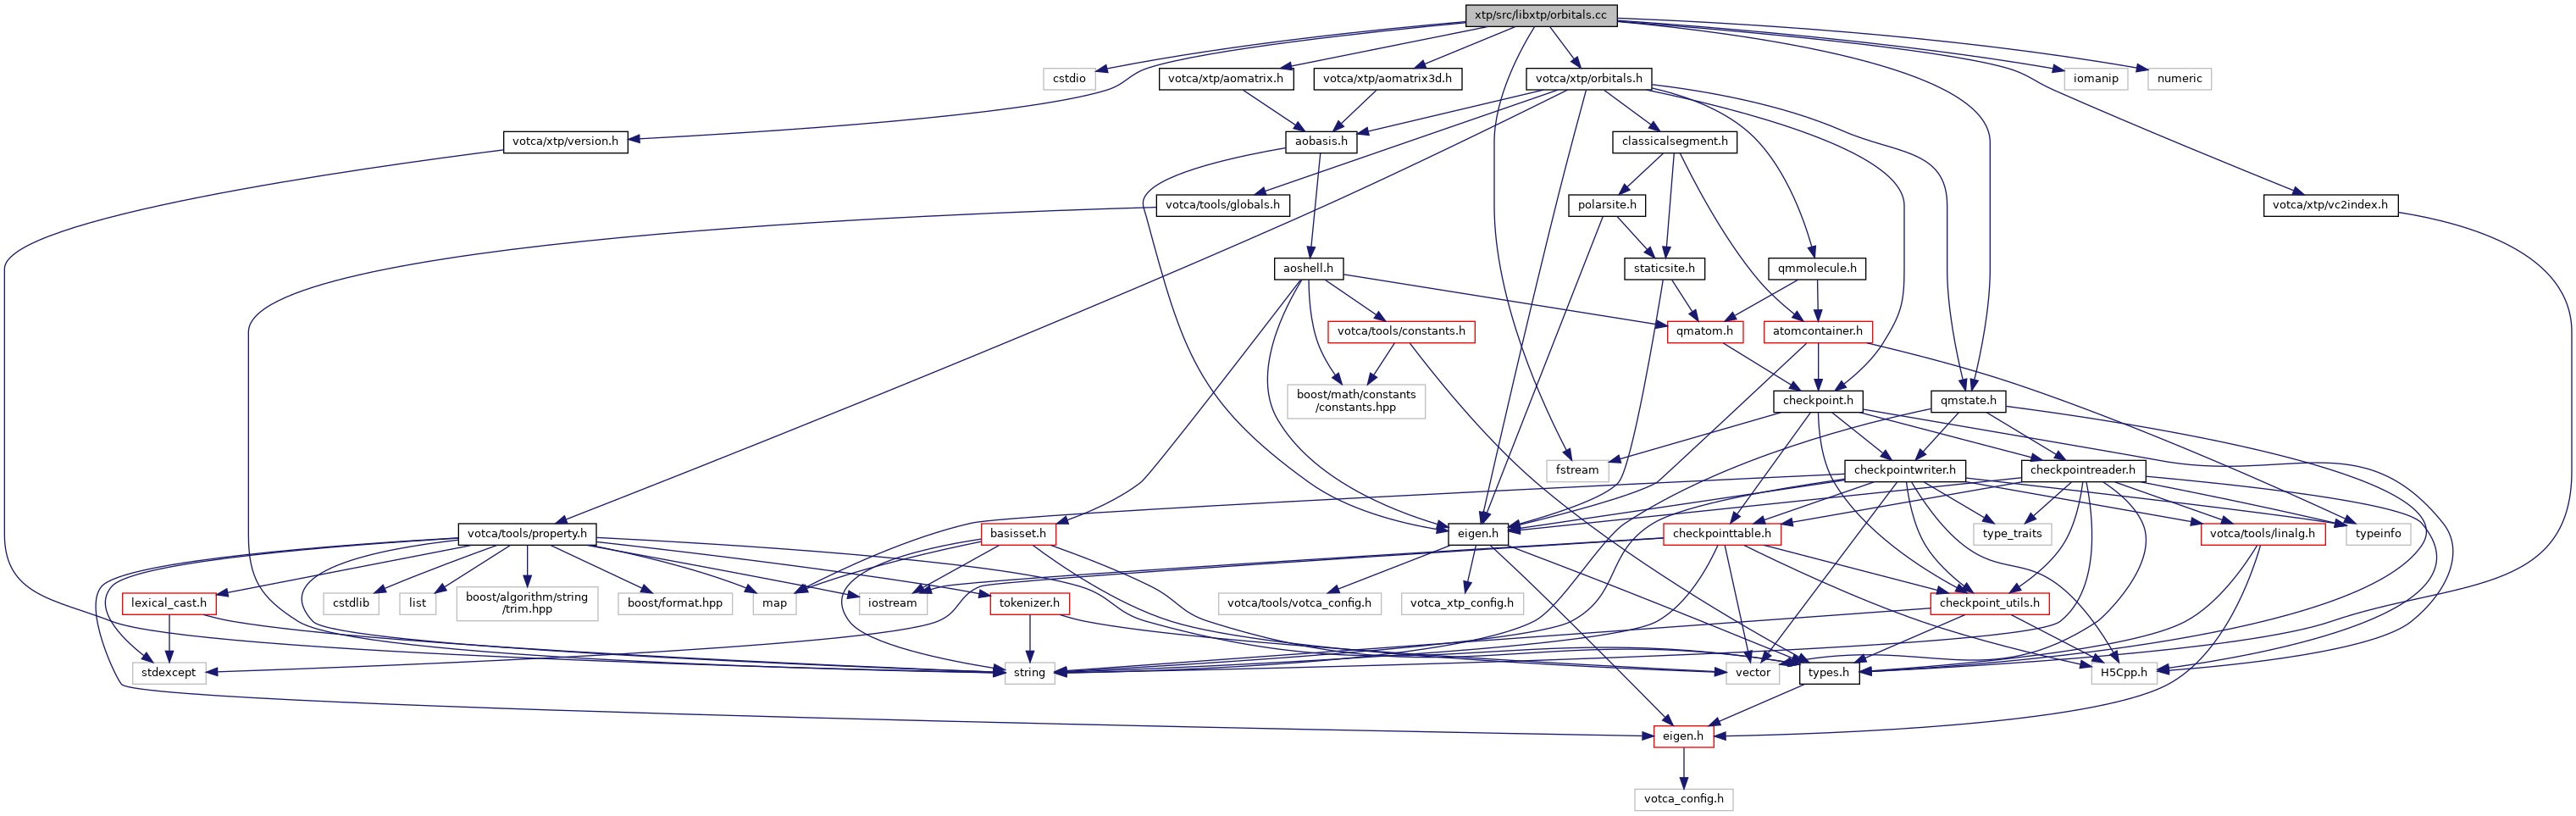 xtp/src/libxtp/orbitals.cc
cstdio
votca/xtp/aomatrix.h
votca/xtp/aomatrix3d.h
votca/xtp/orbitals.h
iomanip
numeric
votca/xtp/version.h
aobasis.h
classicalsegment.h
votca/tools/globals.h
polarsite.h
votca/xtp/vc2index.h
aoshell.h
staticsite.h
qmmolecule.h
votca/tools/constants.h
qmatom.h
atomcontainer.h
boost/math/constants
/constants.hpp
checkpoint.h
qmstate.h
fstream
checkpointwriter.h
checkpointreader.h
votca/tools/property.h
basisset.h
eigen.h
checkpointtable.h
type_traits
votca/tools/linalg.h
typeinfo
lexical_cast.h
cstdlib
list
boost/algorithm/string
/trim.hpp
boost/format.hpp
map
iostream
tokenizer.h
votca/tools/votca_config.h
votca_xtp_config.h
checkpoint_utils.h
stdexcept
string
vector
types.h
H5Cpp.h
eigen.h
votca_config.h